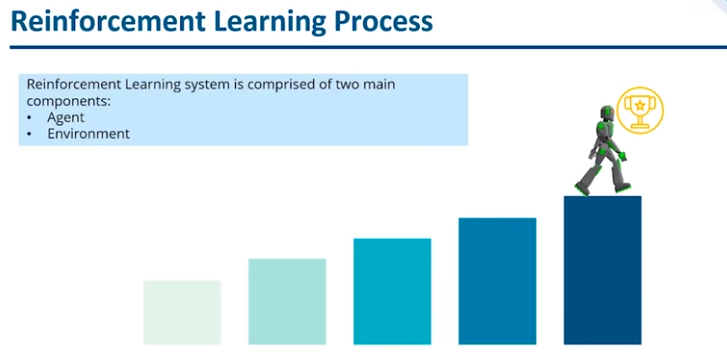 Reinforcement Learning Process
Reinforcement Learning system is comprised of two main
components:
• Agent
• Environment